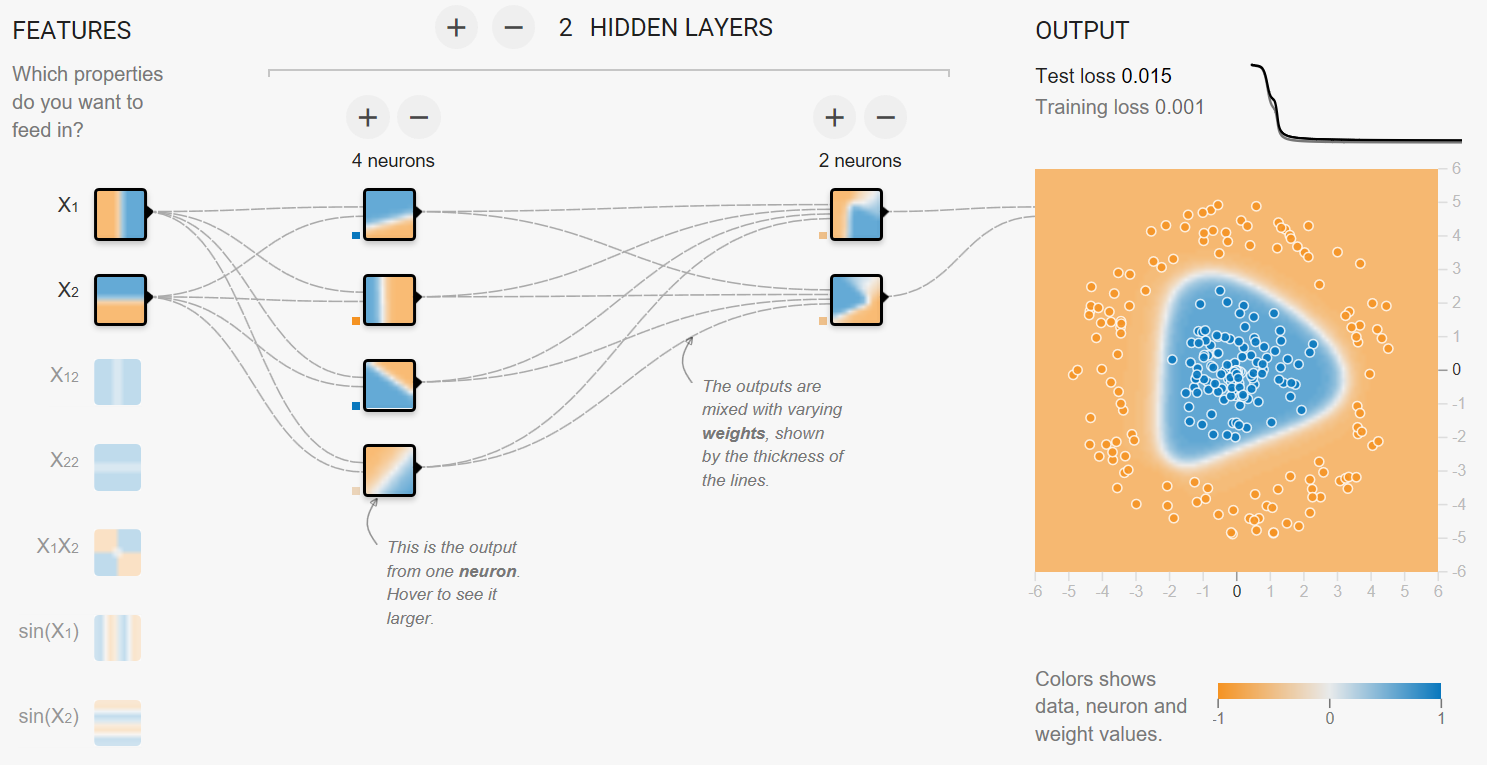 FEATURES
Which properties
do you want to
feed in?
X1
X2
X12
X22
X1X2
sin(X1)
sin(X2)
+ − 2 HIDDEN LAYERS
+ −
4 neurons
+ −
2 neurons
This is the output
from one neuron.
Hover to see it
larger.
The outputs are
mixed with varying
weights, shown
by the thickness of
the lines.
OUTPUT
Test loss 0.015
Training loss 0.001
6
5
4
3
2
1
0
-1
-2
-3
-4
-5
-6
-6 -5 -4 -3 -2 -1 0 1 2 3 4 5 6
Colors shows
data, neuron and
weight values.
-1 0 1